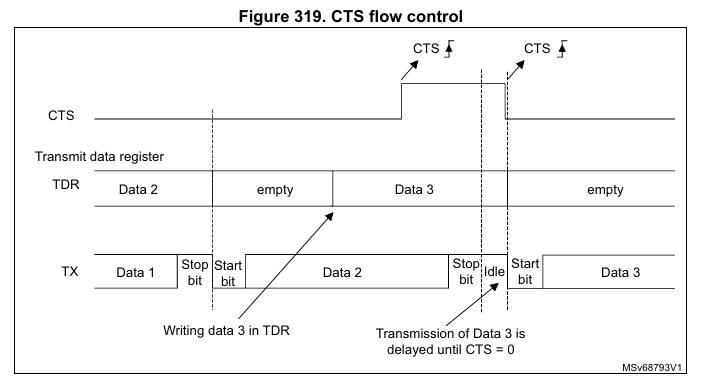 Figure 319. CTS flow control
CTS
CTS
CTS
Transmit data register
TDR
Data 2
empty
Data 3
empty
TX
Data 1
Stop
bit
Start
bit
Data 2
Stop
bit
Idle
Start
bit
Data 3
Writing data 3 in TDR
Transmission of Data 3 is
delayed until CTS = 0
MSv68793V1